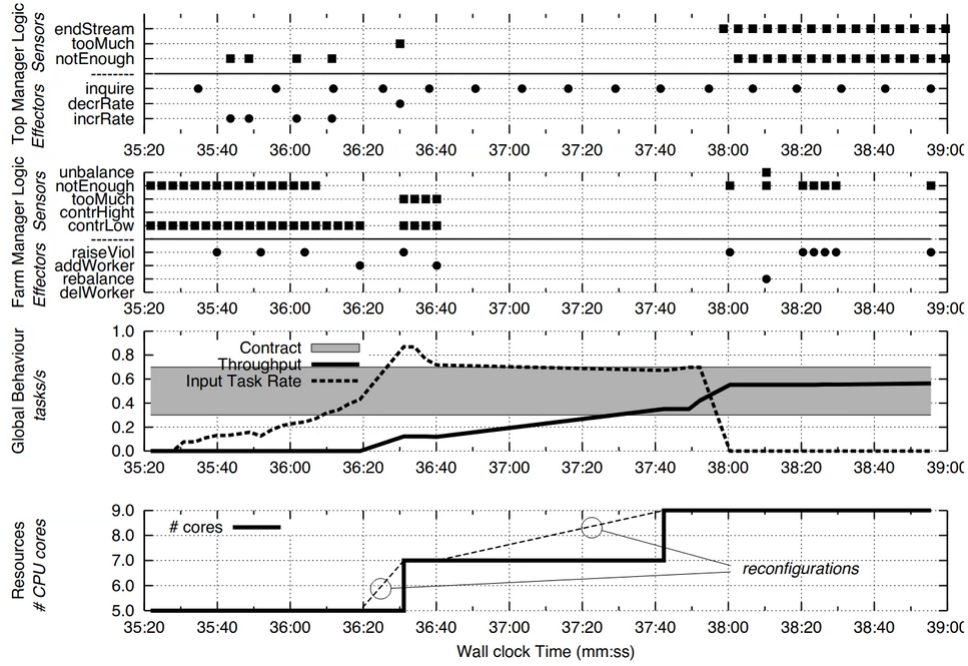 Top Manager Logic
Effectors Sensors
endStream
tooMuch
notEnough
--------
inquire
decrRate
incrRate
35:20 35:40 36:00 36:20 36:40 37:00 37:20 37:40 38:00 38:20 38:40 39:00
Farm Manager Logic
Effectors Sensors
unbalance
notEnough
tooMuch
contrHight
contrLow
--------
raiseViol
addWorker
rebalance
delWorker
35:20 35:40 36:00 36:20 36:40 37:00 37:20 37:40 38:00 38:20 38:40 39:00
Global Behaviour
tasks/s
1.0
0.8
0.6
0.4
0.2
0.0
Contract
Throughput
Input Task Rate
35:20 35:40 36:00 36:20 36:40 37:00 37:20 37:40 38:00 38:20 38:40 39:00
Resources
# CPU cores
9.0
8.0
7.0
6.0
5.0
# cores
reconfigurations
35:20 35:40 36:00 36:20 36:40 37:00 37:20 37:40 38:00 38:20 38:40 39:00
Wall clock Time (mm:ss)